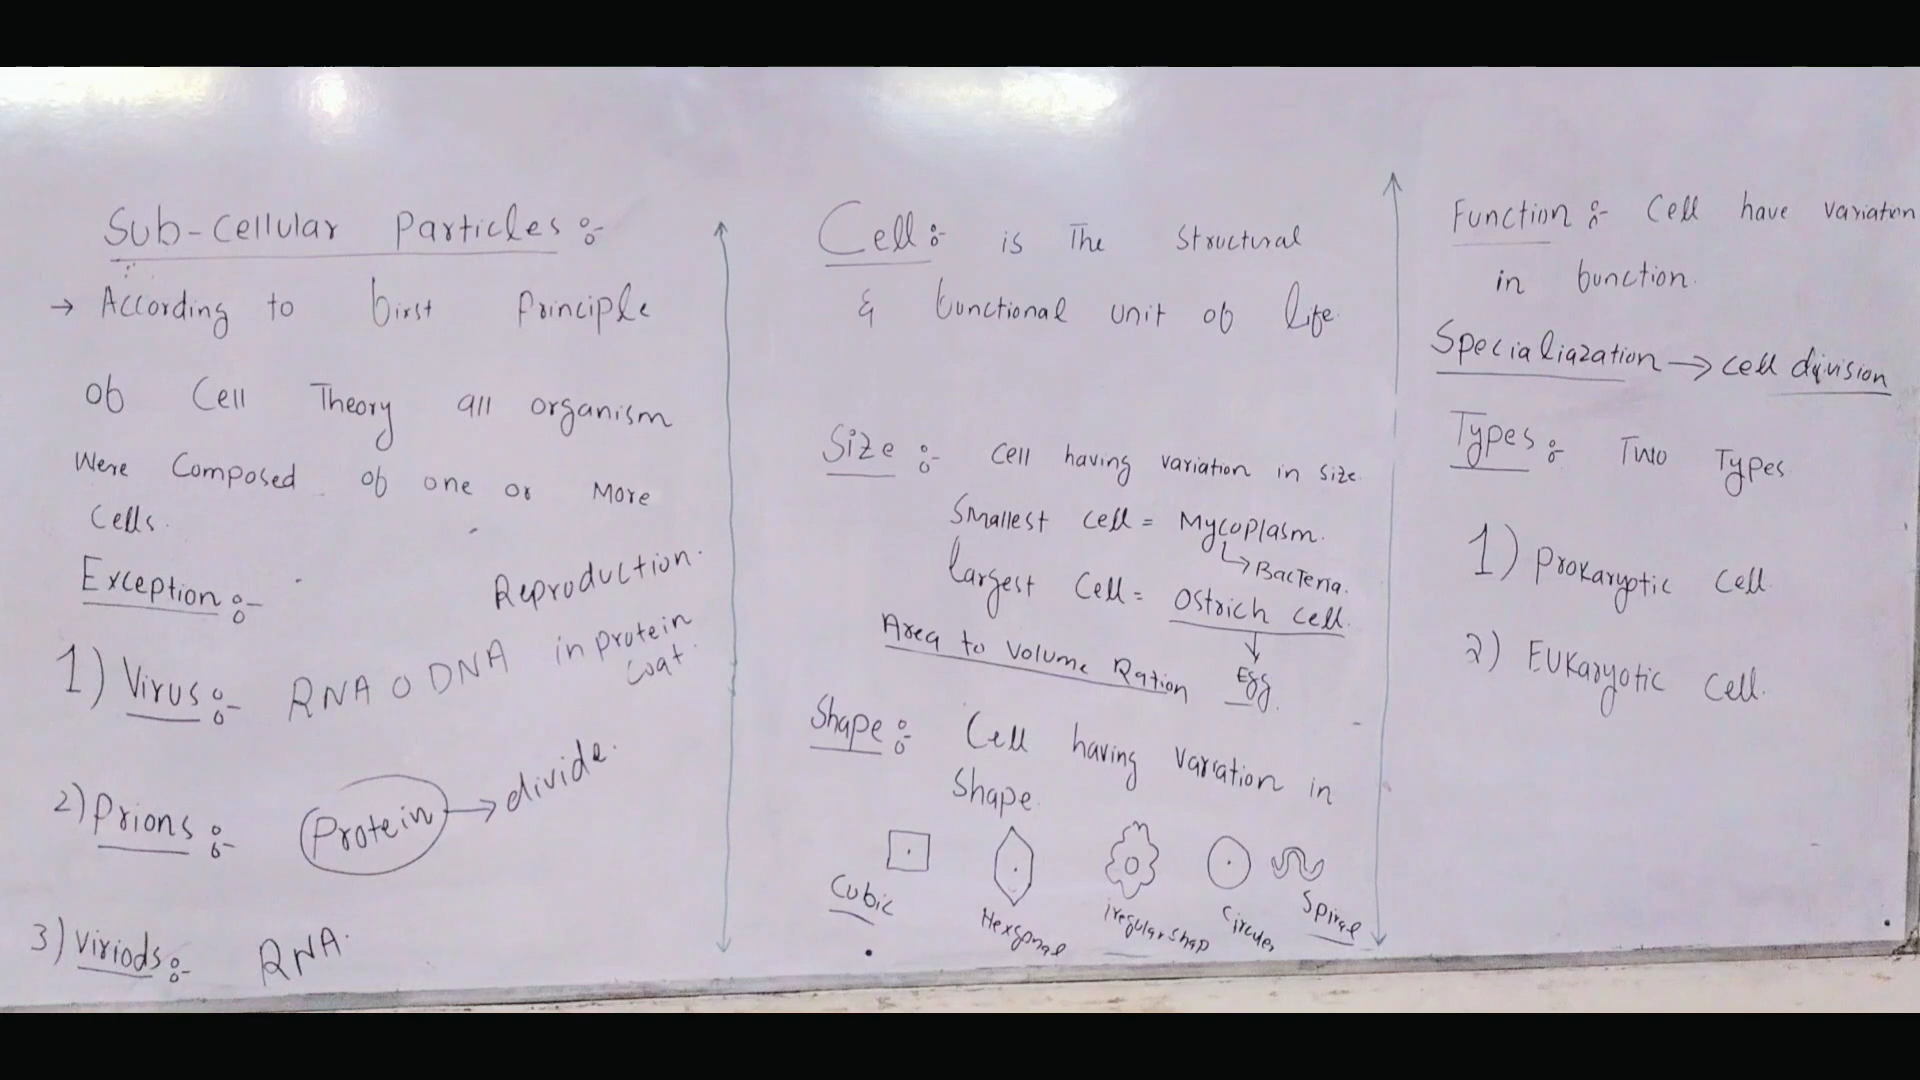 Sub-Cellular Particles :-
→ According to first Principle
of Cell Theory all organism
Were Composed of one or More
Cells.
Exception :-
Reproduction.
1) Virus :- RNA O DNA in protein
coat.
2) Prions :- Protein → divide.
3) Viriods :- RNA.
Cell :- is The Structural
& functional unit of life.
Size :- Cell having variation in size.
Smallest cell = Mycoplasm.
↳ Bacteria.
largest Cell = Ostrich cell.
Egg.
Area to Volume Ration
Shape :- Cell having variation in
Shape.
Cubic
Hexgonal
iregular shap
Circuler
Spiral
Function :- Cell have variation
in function.
Specialiazation → cell division
Types :- Two Types
1) Prokaryotic Cell.
2) EUKaryotic Cell.